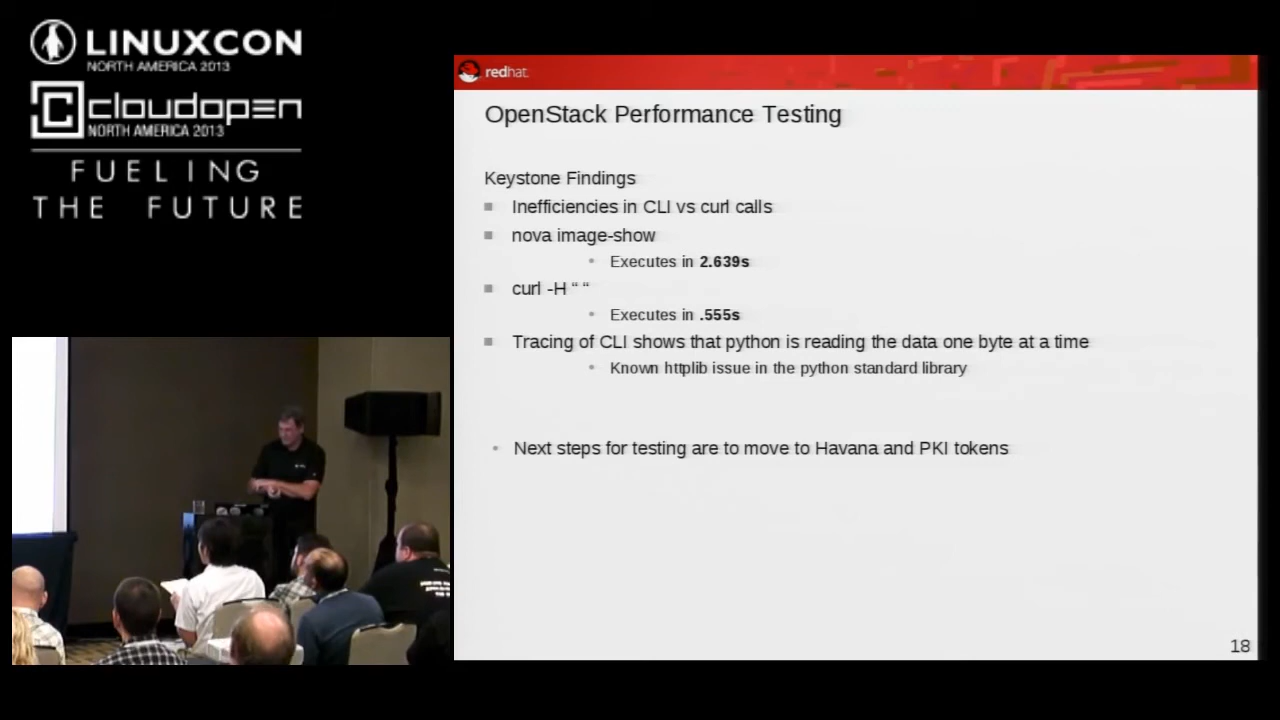 LINUXCON
NORTH AMERICA 2013
cloudopen
NORTH AMERICA 2013
FUELING
THE FUTURE
redhat.
OpenStack Performance Testing
Keystone Findings
Inefficiencies in CLI vs curl calls
nova image-show
Executes in 2.639s
curl -H “ “
Executes in .555s
Tracing of CLI shows that python is reading the data one byte at a time
Known httplib issue in the python standard library
Next steps for testing are to move to Havana and PKI tokens
18